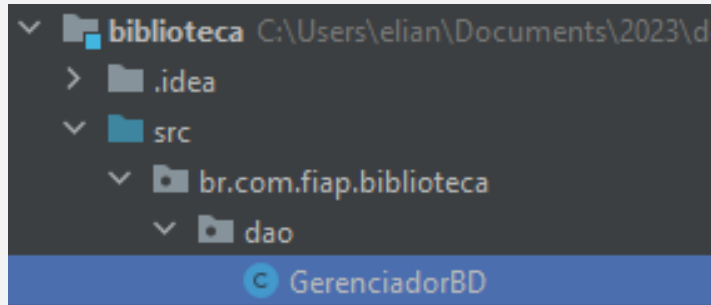 biblioteca C:\Users\elian\Documents\2023\d
.idea
src
br.com.fiap.biblioteca
dao
C GerenciadorBD